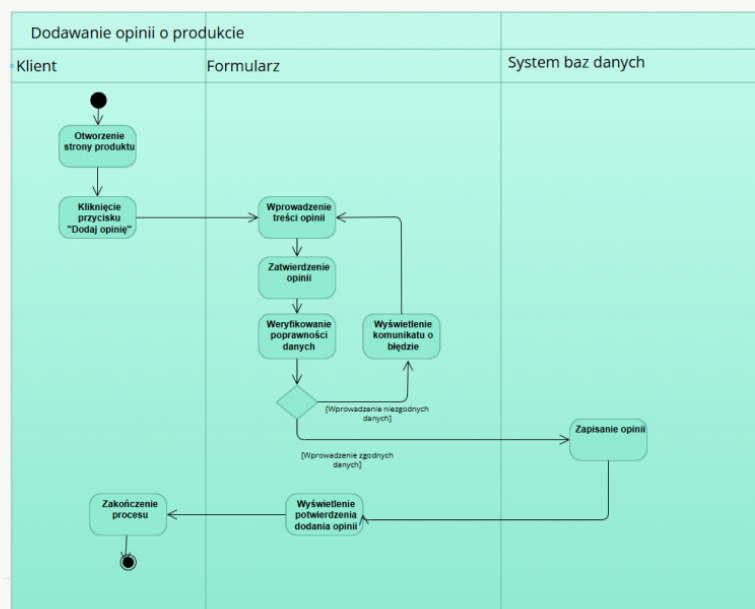 Dodawanie opinii o produkcie
Klient
Formularz
System baz danych
Otworzenie
strony produktu
Kliknięcie
przycisku
"Dodaj opinię"
Wprowadzenie
treści opinii
Zatwierdzenie
opinii
Weryfikowanie
poprawności
danych
Wyświetlenie
komunikatu o
błędzie
[Wprowadzenie niezgodnych
danych]
[Wprowadzenie zgodnych
danych]
Zapisanie opinii
Wyświetlenie
potwierdzenia
dodania opinii
Zakończenie
procesu